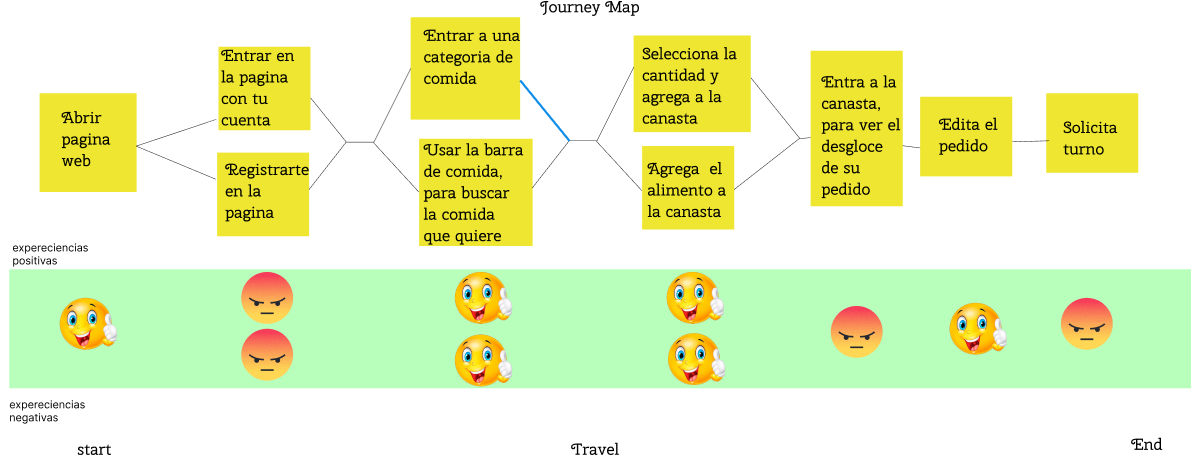 Journey Map
Abrir
pagina
web
Entrar en
la pagina
con tu
cuenta
Registrarte
en la
pagina
Entrar a una
categoria de
comida
Usar la barra
de comida,
para buscar
la comida
que quiere
Selecciona la
cantidad y
agrega a la
canasta
Agrega el
alimento a
la canasta
Entra a la
canasta,
para ver el
desgloce
de su
pedido
Edita el
pedido
Solicita
turno
expereciencias
positivas
expereciencias
negativas
start
Travel
End